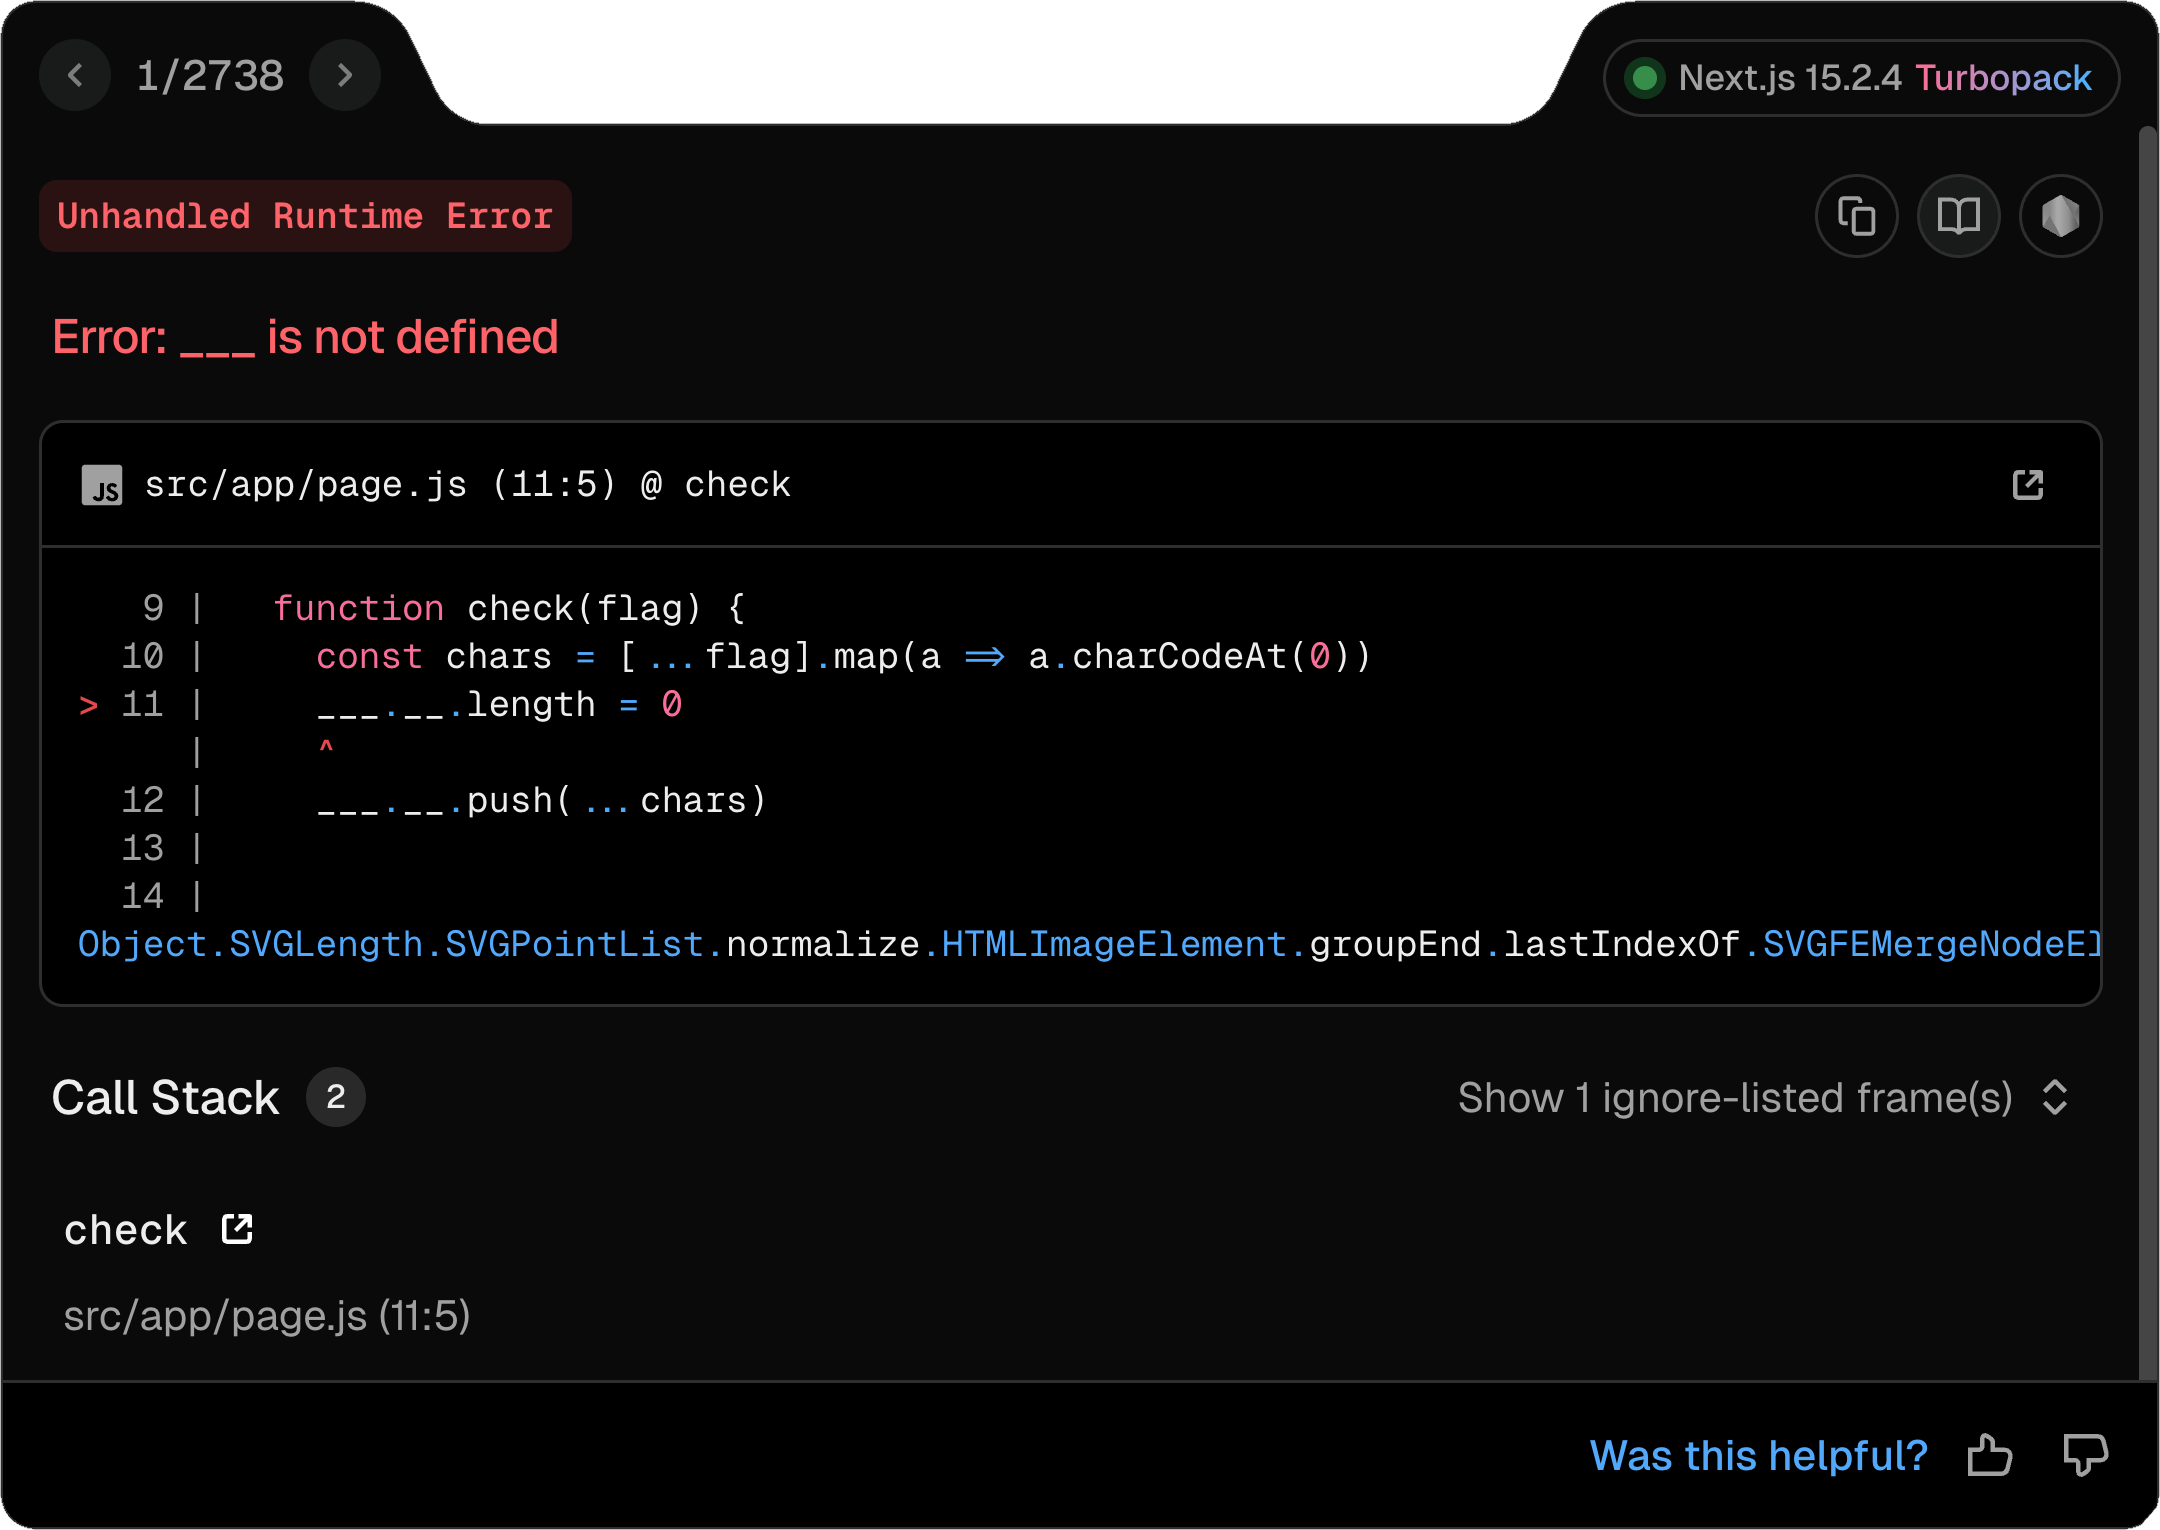 1/2738
Next.js 15.2.4 Turbopack
Unhandled Runtime Error
Error: ___ is not defined
JS src/app/page.js (11:5) @ check
9 |   function check(flag) {
10 |     const chars = [...flag].map(a => a.charCodeAt(0))
> 11 |     ___.__.length = 0
|     ^
12 |     ___.__.push(...chars)
13 |
14 |
Object.SVGLength.SVGPointList.normalize.HTMLImageElement.groupEnd.lastIndexOf.SVGFEMergeNodeEl
Call Stack 2
Show 1 ignore-listed frame(s)
check
src/app/page.js (11:5)
Was this helpful?